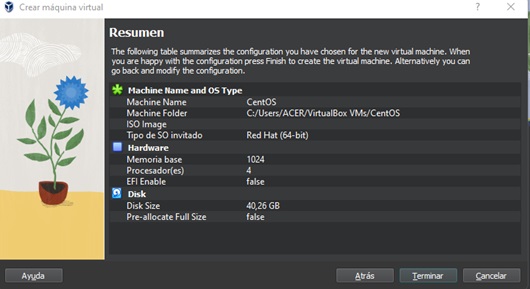 Crear máquina virtual
Resumen
The following table summarizes the configuration you have chosen for the new virtual machine. When
you are happy with the configuration press Finish to create the virtual machine. Alternatively you can
go back and modify the configuration.
Machine Name and OS Type
Machine Name CentOS
Machine Folder C:/Users/ACER/VirtualBox VMs/CentOS
ISO Image
Tipo de SO invitado Red Hat (64-bit)
Hardware
Memoria base 1024
Procesador(es) 4
EFI Enable false
Disk
Disk Size 40,26 GB
Pre-allocate Full Size false
Ayuda Atrás Terminar Cancelar